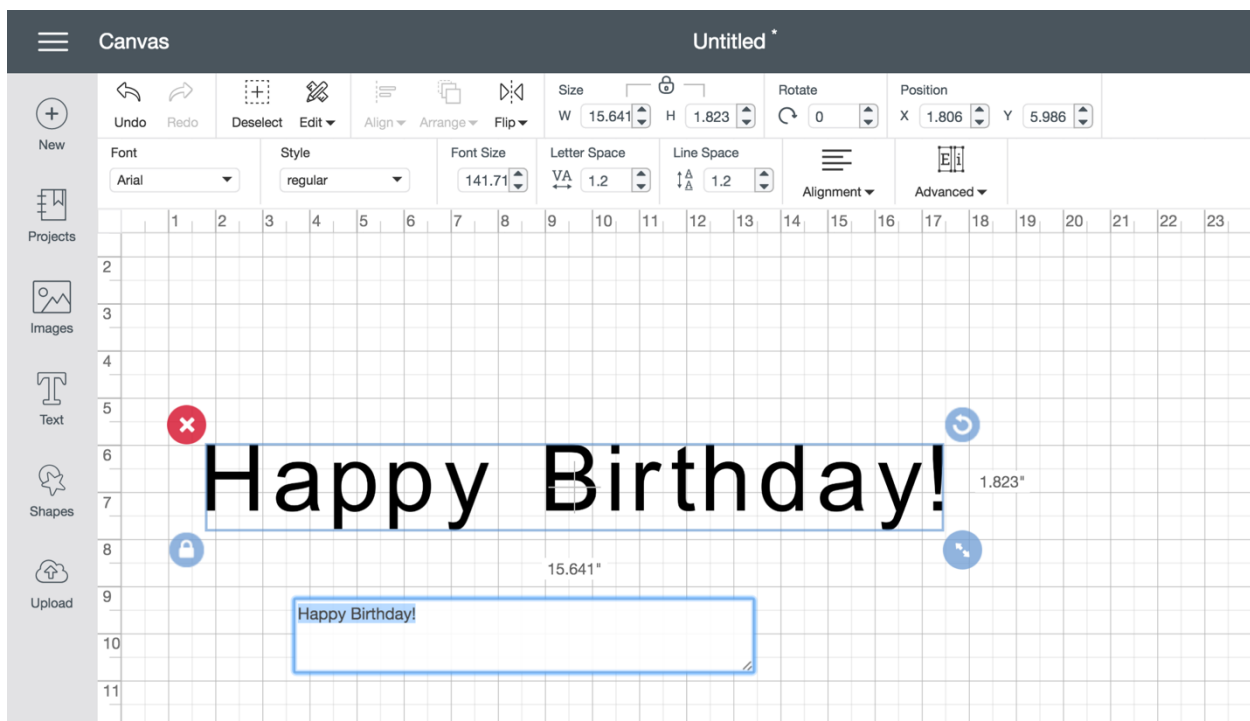 Canvas
Untitled *
New
Projects
Images
Text
Shapes
Upload
Undo Redo Deselect Edit Align Arrange Flip
Size
W 15.641 H 1.823
Rotate
0
Position
X 1.806 Y 5.986
Font
Arial
Style
regular
Font Size
141.71
Letter Space
VA 1.2
Line Space
A A 1.2
Alignment
E i
Advanced
1 2 3 4 5 6 7 8 9 10 11 12 13 14 15 16 17 18 19 20 21 22 23
2
3
4
5
6
7
8
9
10
11
Happy Birthday!
1.823"
15.641"
Happy Birthday!